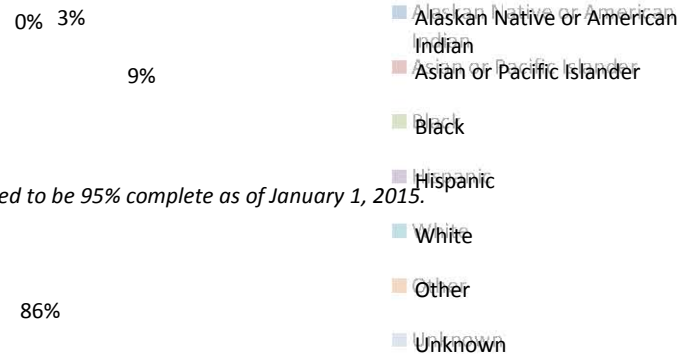 0% 3%
9%
ed to be 95% complete as of January 1, 2015.
86%
Alaskan Native or American
Indian
Asian or Pacific Islander
Black
Hispanic
White
Other
Unknown